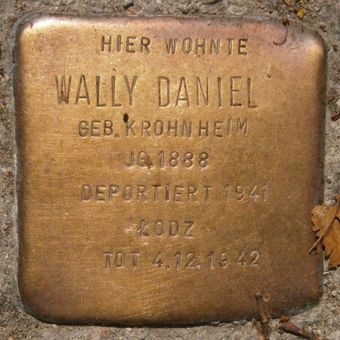 HIER WOHNTE
WALLY DANIEL
GEB. KROHNHEIM
JG. 1888
DEPORTIERT 1941
LODZ
TOT 4.12.1942